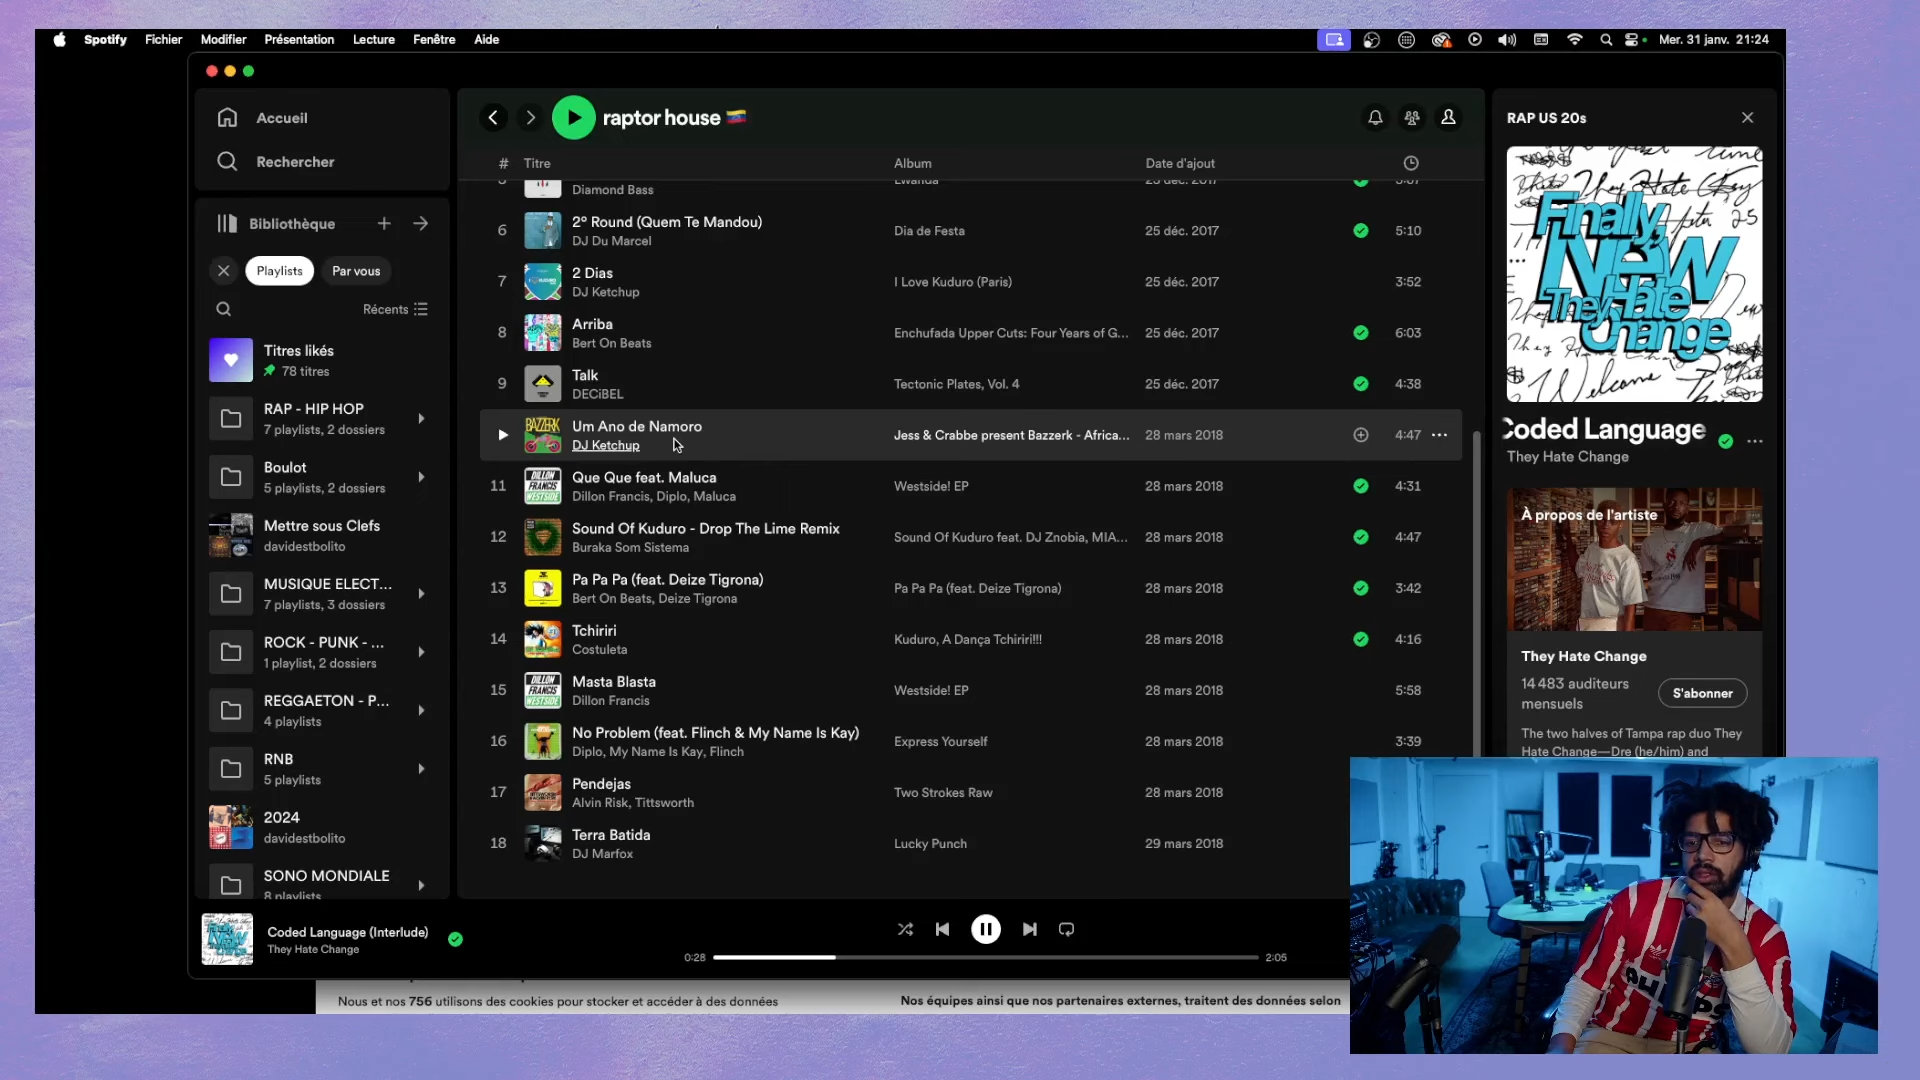 Spotify Fichier Modifier Présentation Lecture Fenêtre Aide
Mer. 31 janv. 21:24
Accueil
Rechercher
Bibliothèque
Playlists
Par vous
Récents
Titres likés
78 titres
RAP - HIP HOP
7 playlists, 2 dossiers
Boulot
5 playlists, 2 dossiers
Mettre sous Clefs
davidestbolito
MUSIQUE ELECT...
7 playlists, 3 dossiers
ROCK - PUNK - ...
1 playlist, 2 dossiers
REGGAETON - P...
4 playlists
RNB
5 playlists
2024
davidestbolito
SONO MONDIALE
8 playlists
raptor house
# Titre Album Date d'ajout
Diamond Bass
6 2º Round (Quem Te Mandou) Dia de Festa 25 déc. 2017 5:10
DJ Du Marcel
7 2 Dias I Love Kuduro (Paris) 25 déc. 2017 3:52
DJ Ketchup
8 Arriba Enchufada Upper Cuts: Four Years of G... 25 déc. 2017 6:03
Bert On Beats
9 Talk Tectonic Plates, Vol. 4 25 déc. 2017 4:38
DECiBEL
BAZZERK
Um Ano de Namoro Jess & Crabbe present Bazzerk - Africa... 28 mars 2018 4:47
DJ Ketchup
DILLON FRANCIS WESTSIDE!
11 Que Que feat. Maluca Westside! EP 28 mars 2018 4:31
Dillon Francis, Diplo, Maluca
12 Sound Of Kuduro - Drop The Lime Remix Sound Of Kuduro feat. DJ Znobia, MIA... 28 mars 2018 4:47
Buraka Som Sistema
13 Pa Pa Pa (feat. Deize Tigrona) Pa Pa Pa (feat. Deize Tigrona) 28 mars 2018 3:42
Bert On Beats, Deize Tigrona
14 Tchiriri Kuduro, A Dança Tchiriri!!! 28 mars 2018 4:16
Costuleta
DILLON FRANCIS WESTSIDE!
15 Masta Blasta Westside! EP 28 mars 2018 5:58
Dillon Francis
16 No Problem (feat. Flinch & My Name Is Kay) Express Yourself 28 mars 2018 3:39
Diplo, My Name Is Kay, Flinch
17 Pendejas Two Strokes Raw 28 mars 2018
Alvin Risk, Tittsworth
18 Terra Batida Lucky Punch 29 mars 2018
DJ Marfox
RAP US 20s
Finally,
NEW
They Hate
Change
Welcome
Coded Language
They Hate Change
À propos de l'artiste
They Hate Change
14 483 auditeurs
mensuels
S'abonner
The two halves of Tampa rap duo They
Hate Change—Dre (he/him) and
Coded Language (Interlude)
They Hate Change
0:28
2:05
Nous et nos 756 utilisons des cookies pour stocker et accéder à des données
Nos équipes ainsi que nos partenaires externes, traitent des données selon